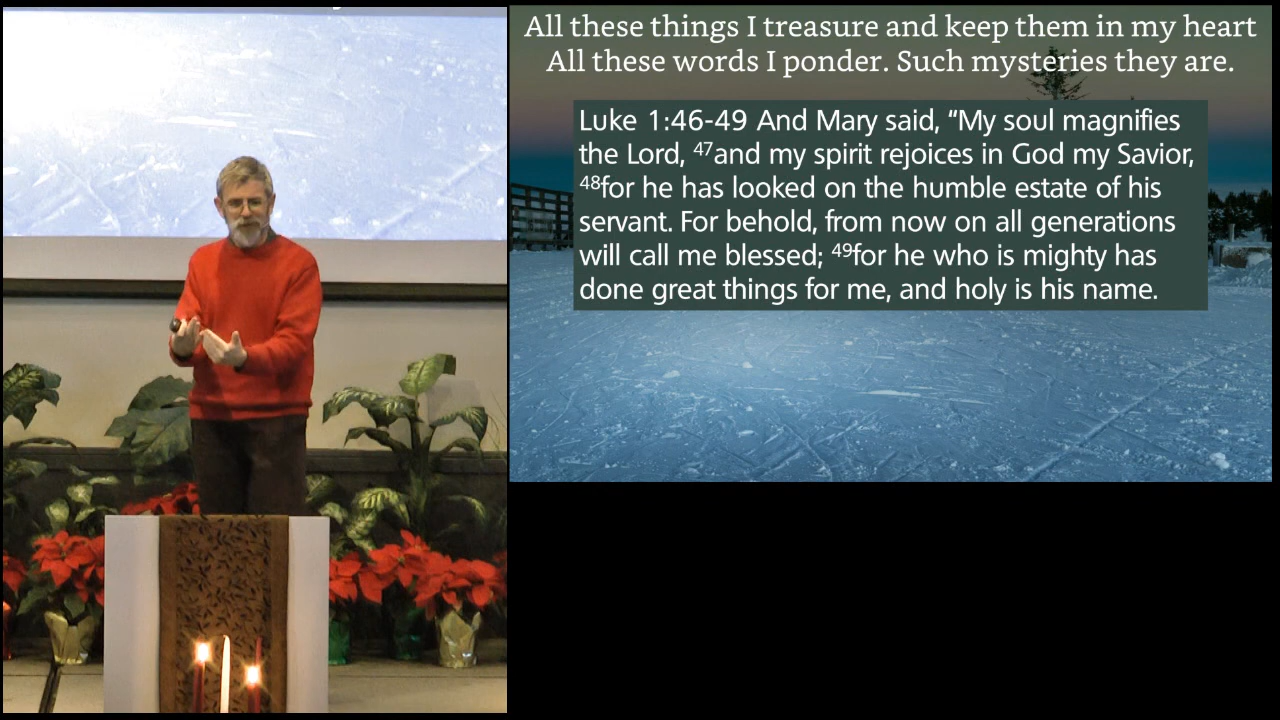 All these things I treasure and keep them in my heart
All these words I ponder. Such mysteries they are.
Luke 1:46-49 And Mary said, “My soul magnifies
the Lord, ⁴⁷and my spirit rejoices in God my Savior,
⁴⁸for he has looked on the humble estate of his
servant. For behold, from now on all generations
will call me blessed; ⁴⁹for he who is mighty has
done great things for me, and holy is his name.